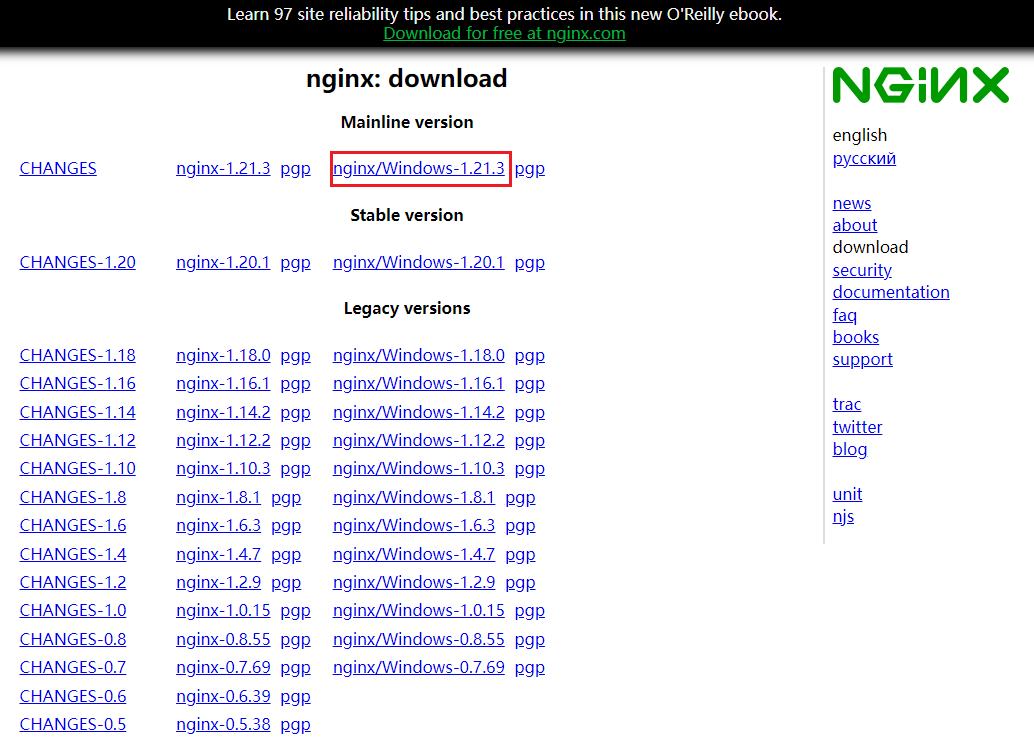 Learn 97 site reliability tips and best practices in this new O'Reilly ebook.
Download for free at nginx.com
nginx: download
Mainline version
CHANGES nginx-1.21.3 pgp nginx/Windows-1.21.3 pgp
Stable version
CHANGES-1.20 nginx-1.20.1 pgp nginx/Windows-1.20.1 pgp
Legacy versions
CHANGES-1.18 nginx-1.18.0 pgp nginx/Windows-1.18.0 pgp
CHANGES-1.16 nginx-1.16.1 pgp nginx/Windows-1.16.1 pgp
CHANGES-1.14 nginx-1.14.2 pgp nginx/Windows-1.14.2 pgp
CHANGES-1.12 nginx-1.12.2 pgp nginx/Windows-1.12.2 pgp
CHANGES-1.10 nginx-1.10.3 pgp nginx/Windows-1.10.3 pgp
CHANGES-1.8 nginx-1.8.1 pgp nginx/Windows-1.8.1 pgp
CHANGES-1.6 nginx-1.6.3 pgp nginx/Windows-1.6.3 pgp
CHANGES-1.4 nginx-1.4.7 pgp nginx/Windows-1.4.7 pgp
CHANGES-1.2 nginx-1.2.9 pgp nginx/Windows-1.2.9 pgp
CHANGES-1.0 nginx-1.0.15 pgp nginx/Windows-1.0.15 pgp
CHANGES-0.8 nginx-0.8.55 pgp nginx/Windows-0.8.55 pgp
CHANGES-0.7 nginx-0.7.69 pgp nginx/Windows-0.7.69 pgp
CHANGES-0.6 nginx-0.6.39 pgp
CHANGES-0.5 nginx-0.5.38 pgp
NGINX
english
русский
news
about
download
security
documentation
faq
books
support
trac
twitter
blog
unit
njs